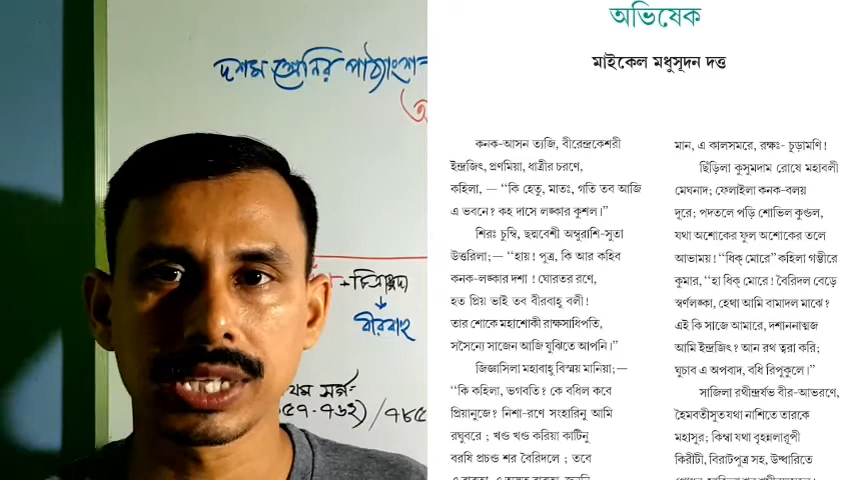 দশম শ্রেণির পাঠ্যাংশ
+চিত্রাঙ্গদা
↓
বীরবাহু
সর্গ:
৭৬২) / ৭৪৫
অভিষেক
মাইকেল মধুসূদন দত্ত
কনক-আসন ত্যজি, বীরেন্দ্রকেশরী
ইন্দ্রজিৎ, প্রণমিয়া, ধাত্রীর চরণে,
কহিলা, — “কি হেতু, মাতঃ, গতি তব আজি
এ ভবনে? কহ দাসে লঙ্কার কুশল।”
শিরঃ চুম্বি, ছদ্মবেশী অম্বুরাশি-সুতা
উত্তরিলা;— “হায়! পুত্র, কি আর কহিব
কনক-লঙ্কার দশা ! ঘোরতর রণে,
হত প্রিয় ভাই তব বীরবাহু বলী!
তার শোকে মহাশোকী রাক্ষসাধিপতি,
সসৈন্যে সাজেন আজি যুঝিতে আপনি।”
জিজ্ঞাসিলা মহাবাহু বিস্ময় মানিয়া;—
“কি কহিলা, ভগবতি? কে বধিল কবে
প্রিয়ানুজে? নিশা-রণে সংহারিনু আমি
রঘুবরে ; খণ্ড খণ্ড করিয়া কাটিনু
বরষি প্রচণ্ড শর বৈরিদলে ; তবে
মান, এ কালসমরে, রক্ষঃ- চূড়ামণি!
ছিঁড়িলা কুসুমদাম রোষে মহাবলী
মেঘনাদ; ফেলাইলা কনক-বলয়
দূরে; পদতলে পড়ি শোভিল কুণ্ডল,
যথা অশোকের ফুল অশোকের তলে
আভাময়! “ধিক্ মোরে” কহিলা গম্ভীরে
কুমার, “হা ধিক্ মোরে! বৈরিদল বেড়ে
স্বর্ণলঙ্কা, হেথা আমি বামাদল মাঝে?
এই কি সাজে আমারে, দশাননাত্মজ
আমি ইন্দ্রজিৎ? আন রথ ত্বরা করি;
ঘুচাব এ অপবাদ, বধি রিপুকুলে।”
সাজিলা রথীন্দ্রর্ষভ বীর-আভরণে,
হৈমবতীসুত যথা নাশিতে তারকে
মহাসুর; কিম্বা যথা বৃহন্নলারূপী
কিরীটী, বিরাটপুত্র সহ, উদ্ধারিতে